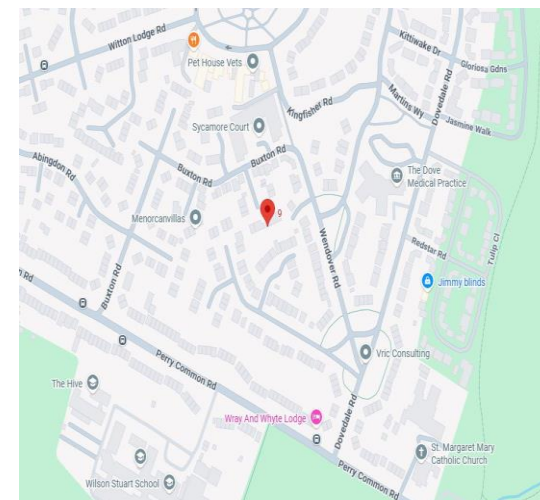 Witton Lodge Rd
Pet House Vets
Kittiwake Dr
Gloriosa Gdns
Dovedale Rd
Martins Wy
Kingfisher Rd
Jasmine Walk
Sycamore Court
Buxton Rd
Abingdon Rd
Buxton Rd
The Dove
Medical Practice
Menorcanvillas
9
Wendover Rd
Redstar Rd
Tulip Cl
Jimmy blinds
Buxton Rd
Perry Common Rd
Vric Consulting
The Hive
Wray And Whyte Lodge
Dovedale Rd
St. Margaret Mary
Catholic Church
Wilson Stuart School
Perry Common Rd